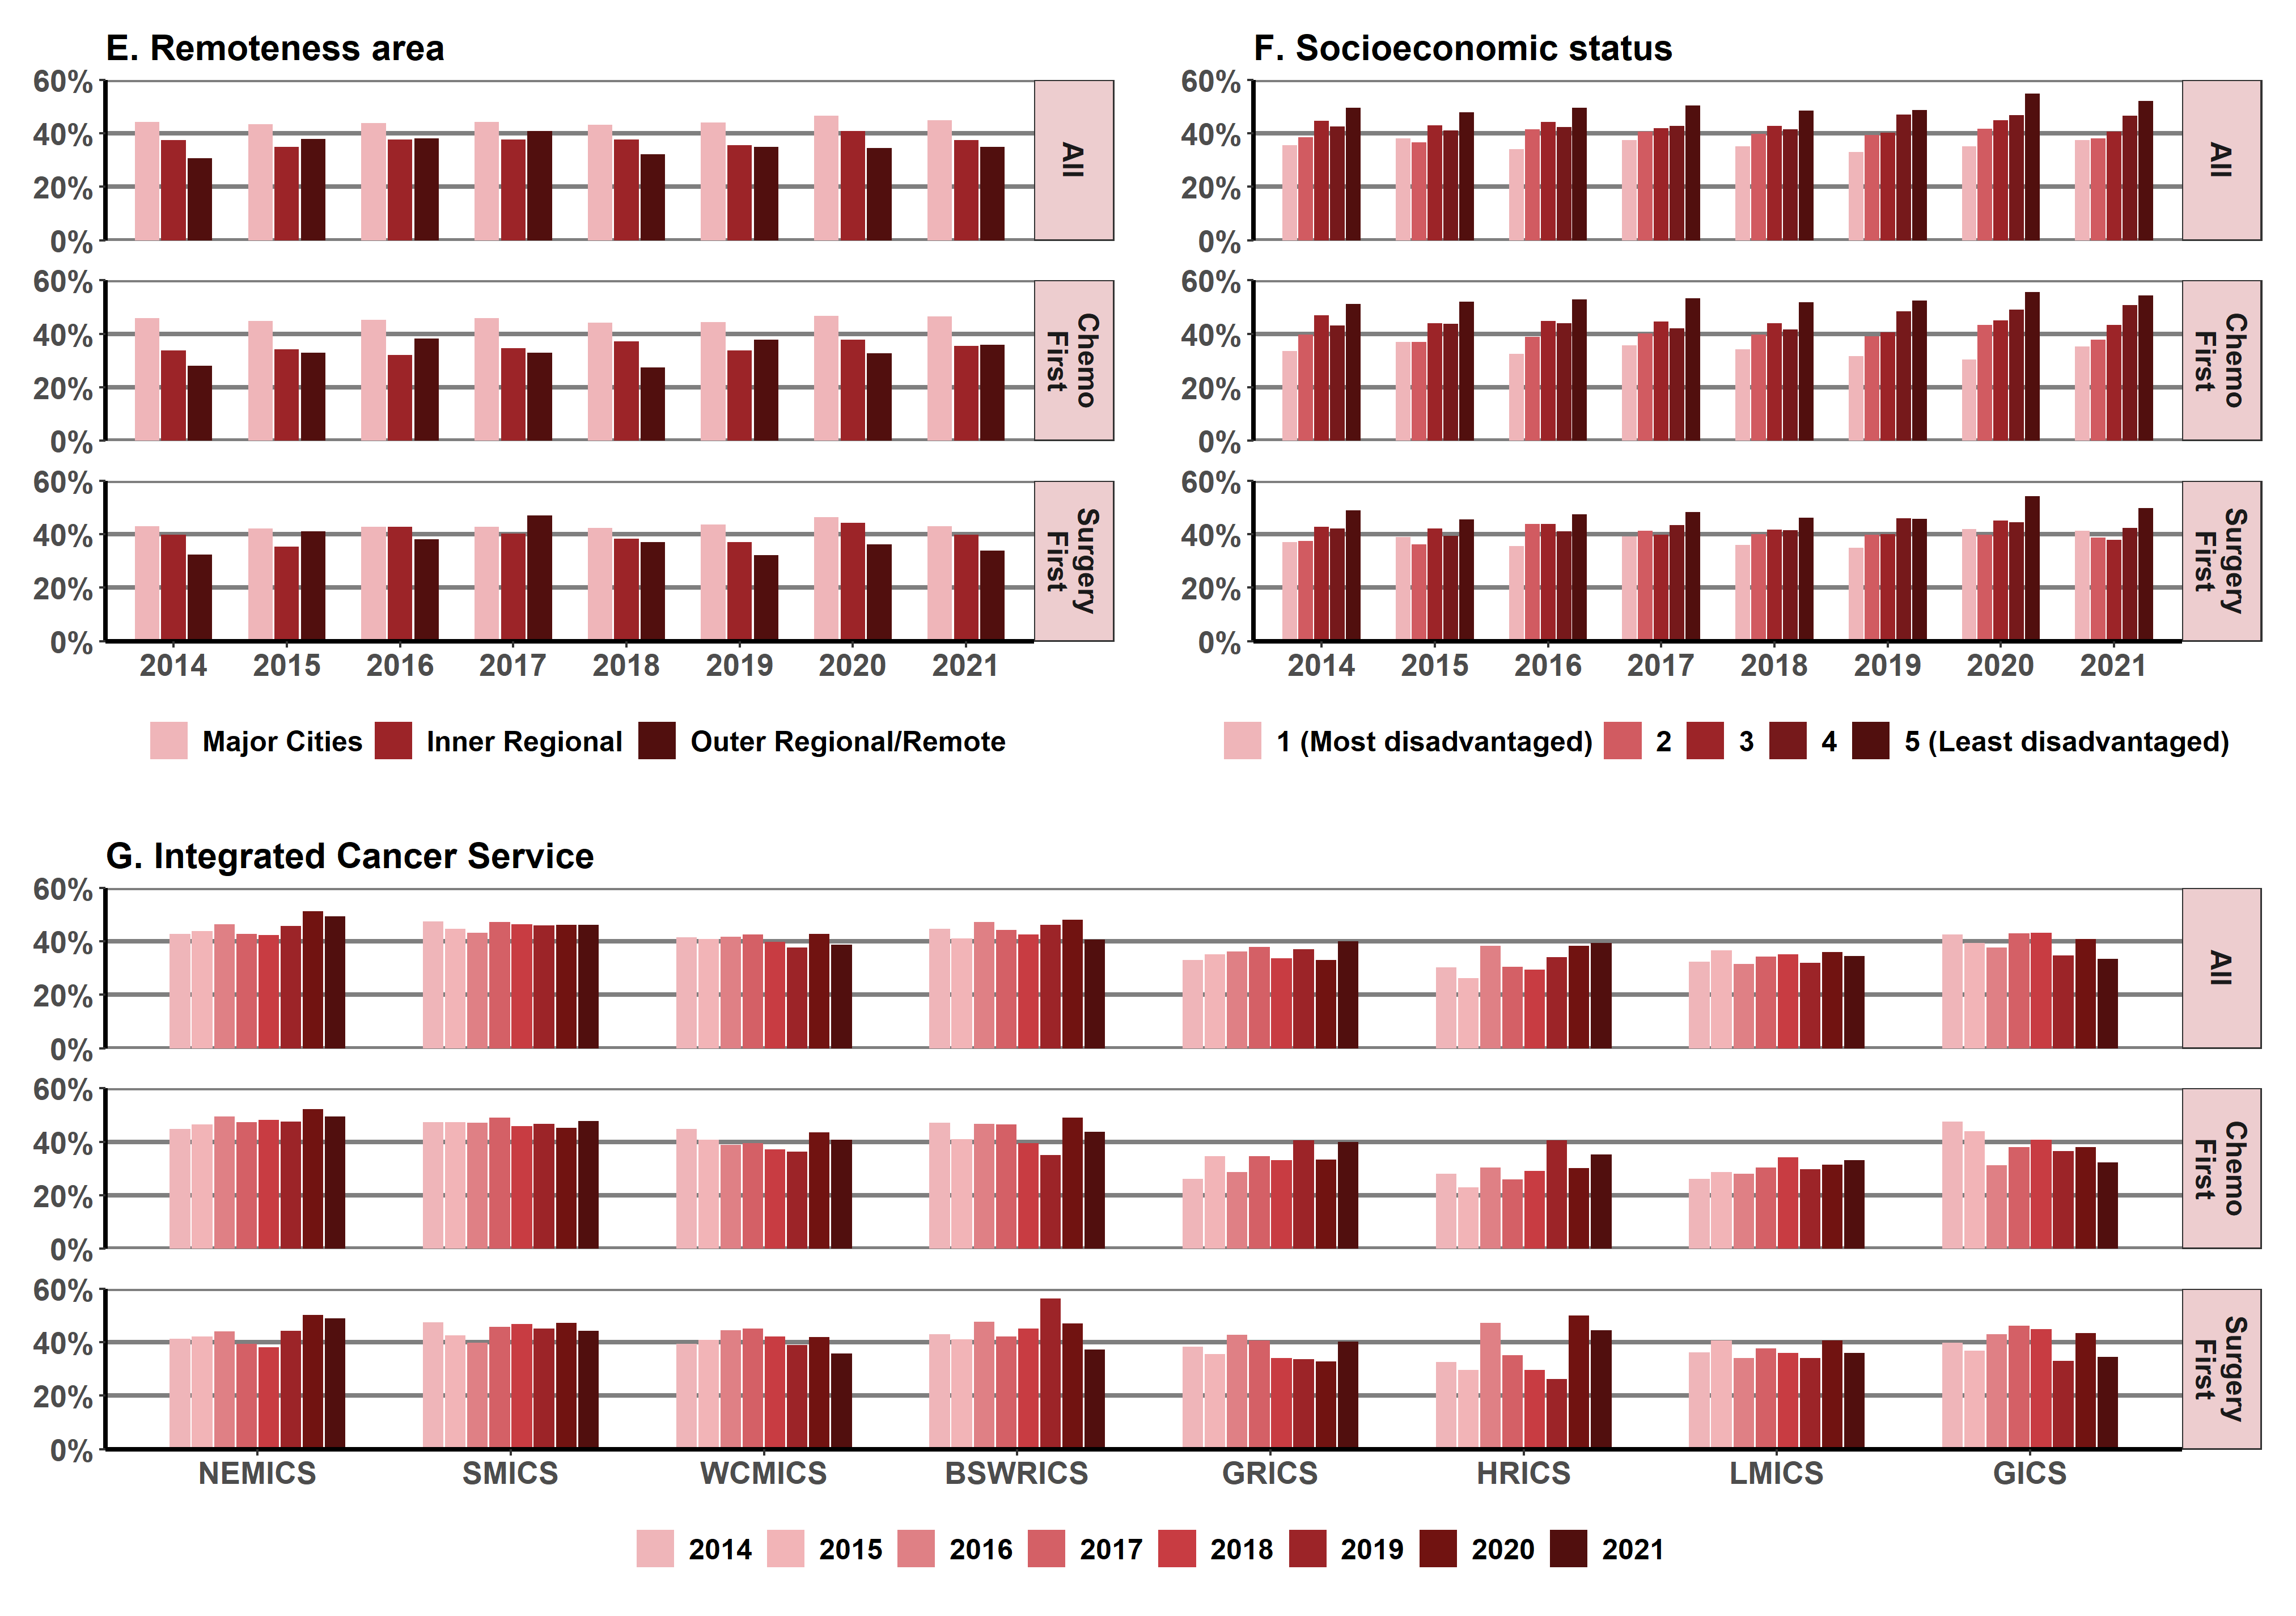 E. Remoteness area
60%
40%
20%
0%
All
60%
40%
20%
0%
Chemo
First
60%
40%
20%
0%
Surgery
First
2014 2015 2016 2017 2018 2019 2020 2021
Major Cities Inner Regional Outer Regional/Remote
F. Socioeconomic status
60%
40%
20%
0%
All
60%
40%
20%
0%
Chemo
First
60%
40%
20%
0%
Surgery
First
2014 2015 2016 2017 2018 2019 2020 2021
1 (Most disadvantaged) 2 3 4 5 (Least disadvantaged)
G. Integrated Cancer Service
60%
40%
20%
0%
All
60%
40%
20%
0%
Chemo
First
60%
40%
20%
0%
Surgery
First
NEMICS SMICS WCMICS BSWRICS GRICS HRICS LMICS GICS
2014 2015 2016 2017 2018 2019 2020 2021